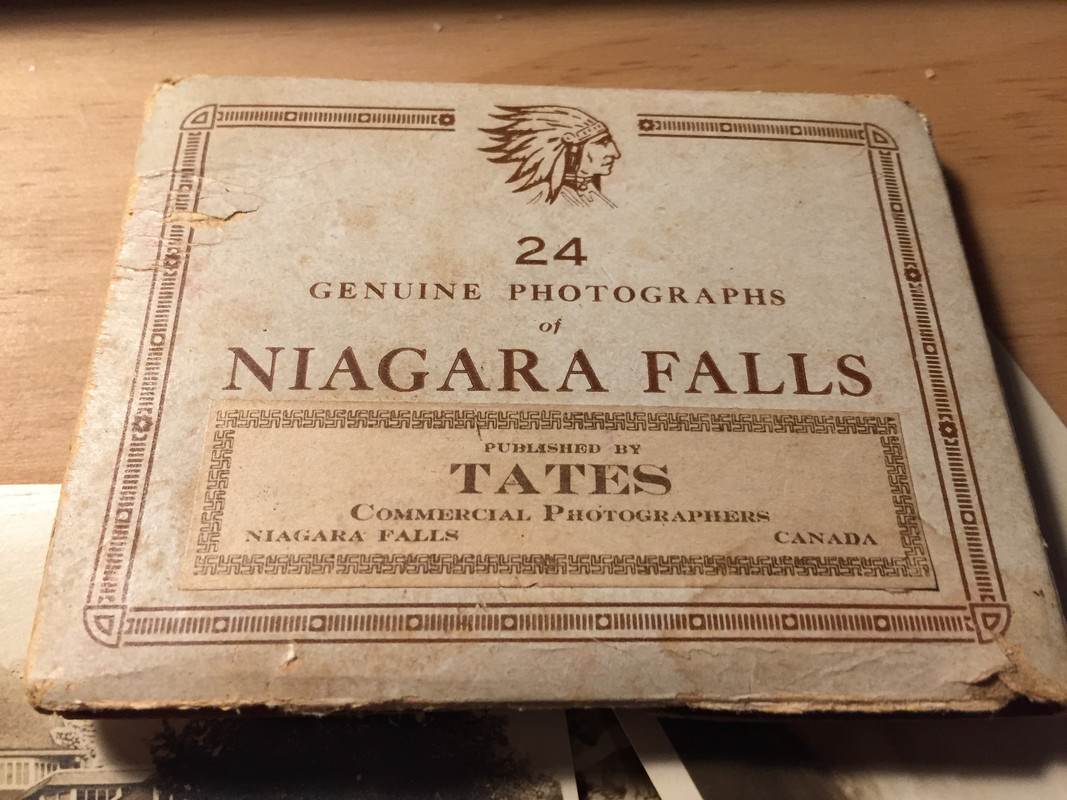 24
GENUINE PHOTOGRAPHS
of
NIAGARA FALLS
PUBLISHED BY
TATES
COMMERCIAL PHOTOGRAPHERS
NIAGARA FALLS CANADA